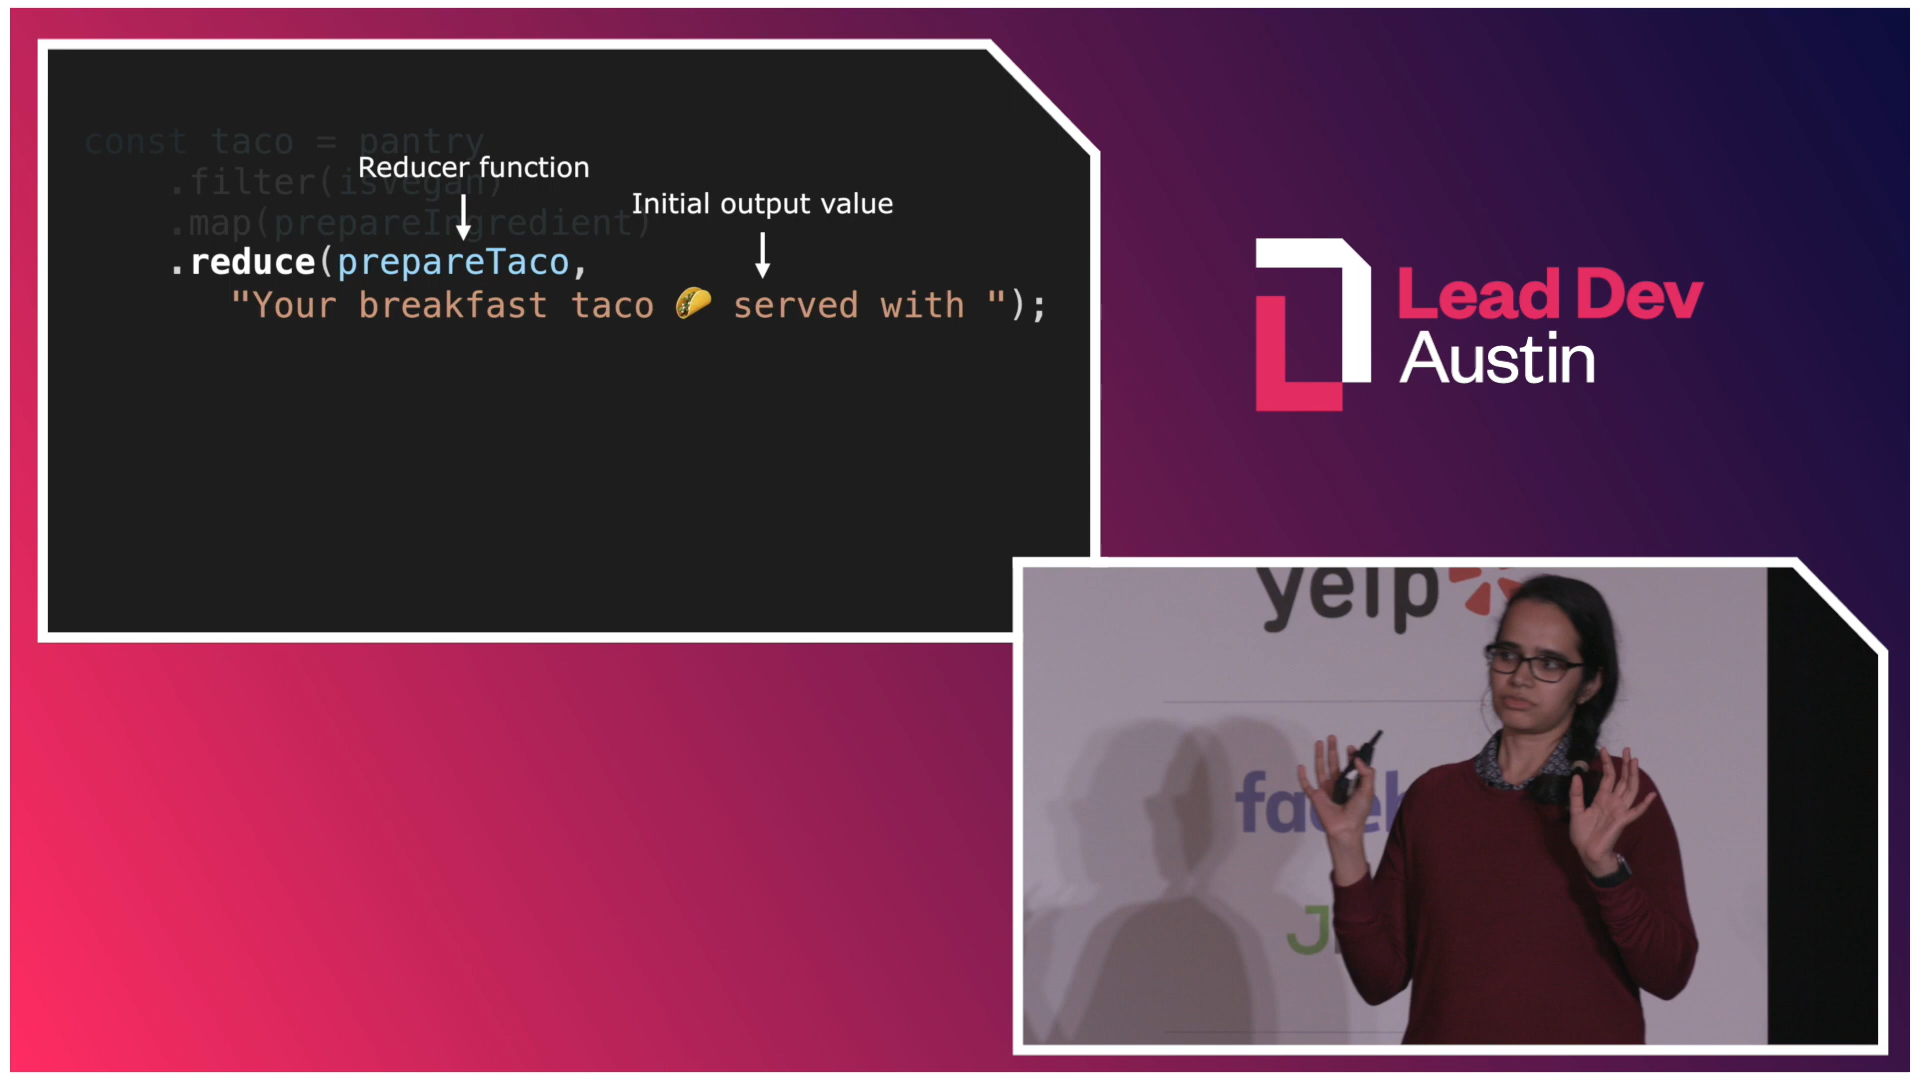 const taco = pantry
.filter(isVegan)
.map(prepareIngredient)
Reducer function
Initial output value
.reduce(prepareTaco,
"Your breakfast taco 🌮 served with ");
Lead Dev
Austin
yelp
faceb
J